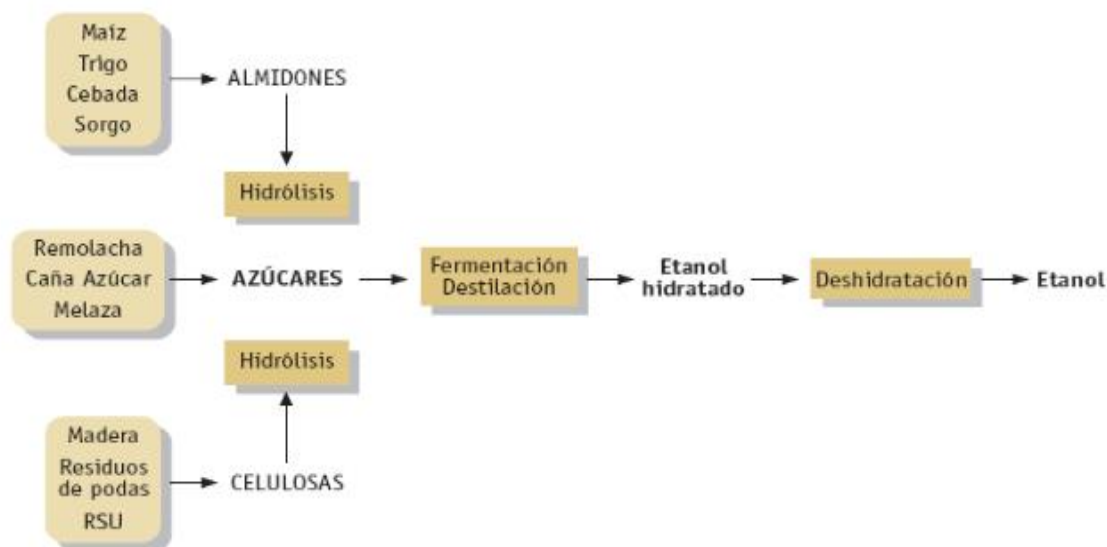 Maíz
Trigo
Cebada
Sorgo
ALMIDONES
Hidrólisis
Remolacha
Caña Azúcar
Melaza
AZÚCARES
Fermentación
Destilación
Etanol
hidratado
Deshidratación
Etanol
Hidrólisis
Madera
Residuos
de podas
RSU
CELULOSAS